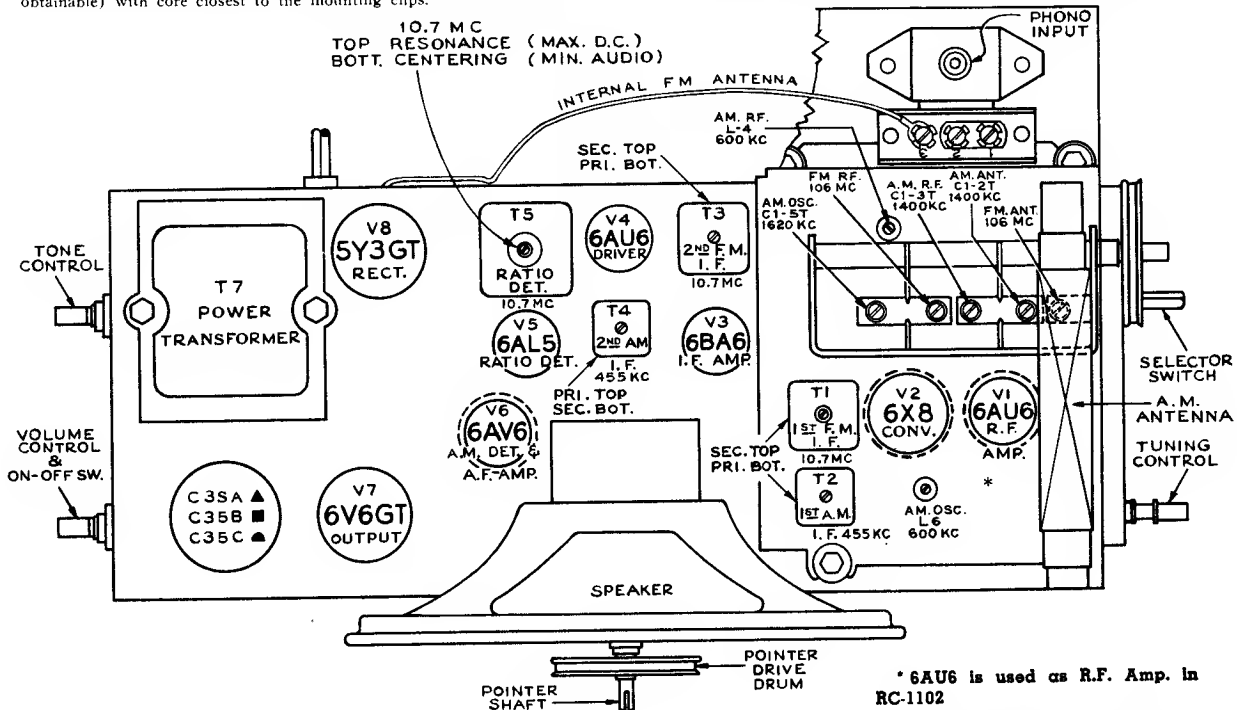 obtainable) with core closest to the mounting clips.
10.7 MC
TOP RESONANCE (MAX. D.C.)
BOTT. CENTERING (MIN. AUDIO)
INTERNAL FM ANTENNA
PHONO
INPUT
AM. RF.
L-4
600 KC
SEC. TOP
PRI. BOT.
FM RF.
106 MC
A.M. R.F.
C1-3T
1400KC
AM. ANT.
C1-2T
1400KC
FM. ANT.
106 MC
AM. OSC.
C1-5T
1620 KC
TONE
CONTROL
T7
POWER
TRANSFORMER
V8
5Y3GT
RECT.
T5
RATIO
DET.
10.7MC
V4
6AU6
DRIVER
T3
2ND F.M.
I.F.
10.7MC
V5
6AL5
RATIO DET.
T4
2ND AM
I.F.
455KC
V3
6BA6
I.F. AMP.
PRI. TOP
SEC. BOT.
SELECTOR
SWITCH
A.M.
ANTENNA
TUNING
CONTROL
VOLUME
CONTROL
&
ON-OFF SW.
C35A ▲
C35B ■
C35C
V7
6V6GT
OUTPUT
V6
6AV6
A.M. DET. &
A.F.-AMP.
SEC. TOP
PRI. BOT.
T1
1ST F.M.
I.F.
10.7MC
T2
1ST A.M.
I.F. 455KC
V2
6X8
CONV.
V1
6AU6
R.F.
AMP.
*
AM. OSC.
L6
600KC
SPEAKER
POINTER
DRIVE
DRUM
POINTER
SHAFT
* 6AU6 is used as R.F. Amp. in
RC-1102